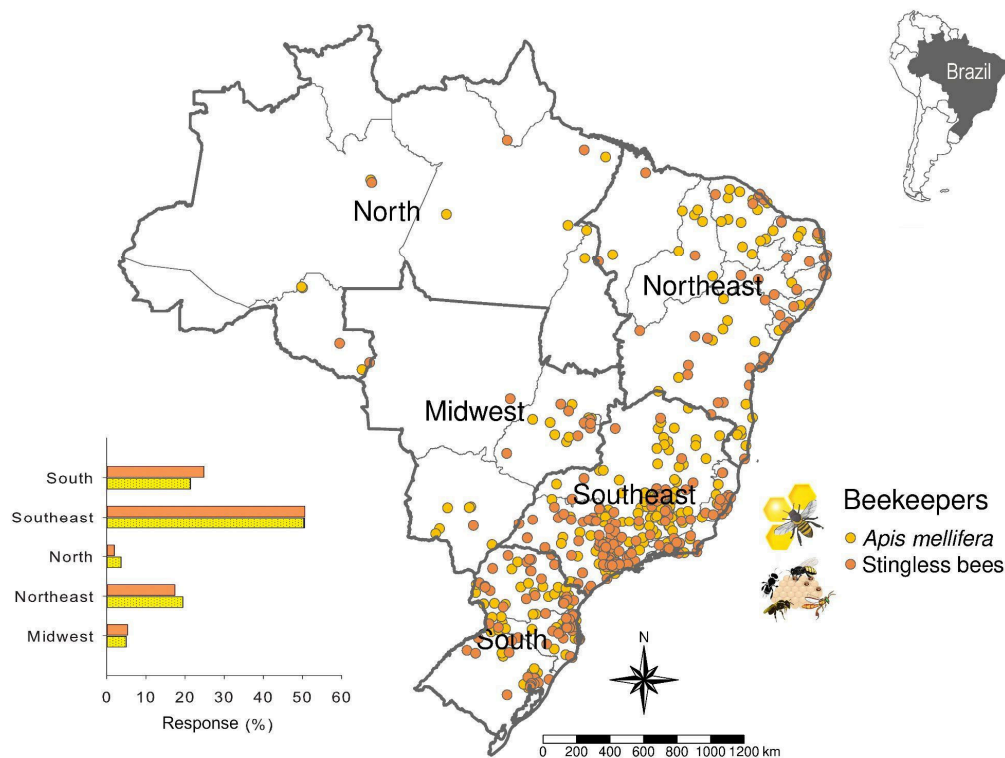 Brazil
North
Northeast
Midwest
Southeast
South
South
Southeast
North
Northeast
Midwest
0 10 20 30 40 50 60
Response (%)
Beekeepers
Apis mellifera
Stingless bees
N
0 200 400 600 800 1000 1200 km